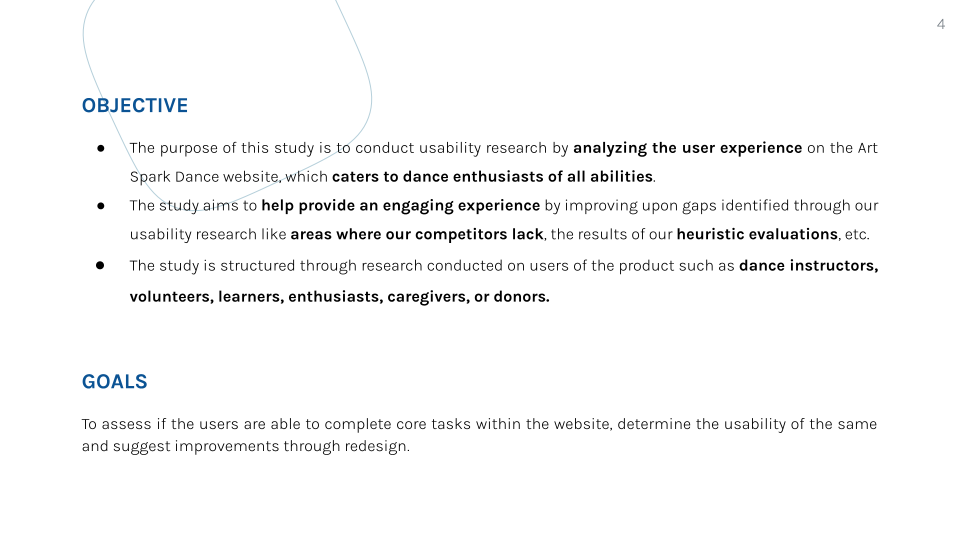 4
OBJECTIVE
● The purpose of this study is to conduct usability research by analyzing the user experience on the Art
Spark Dance website, which caters to dance enthusiasts of all abilities.
● The study aims to help provide an engaging experience by improving upon gaps identified through our
usability research like areas where our competitors lack, the results of our heuristic evaluations, etc.
● The study is structured through research conducted on users of the product such as dance instructors,
volunteers, learners, enthusiasts, caregivers, or donors.
GOALS
To assess if the users are able to complete core tasks within the website, determine the usability of the same
and suggest improvements through redesign.